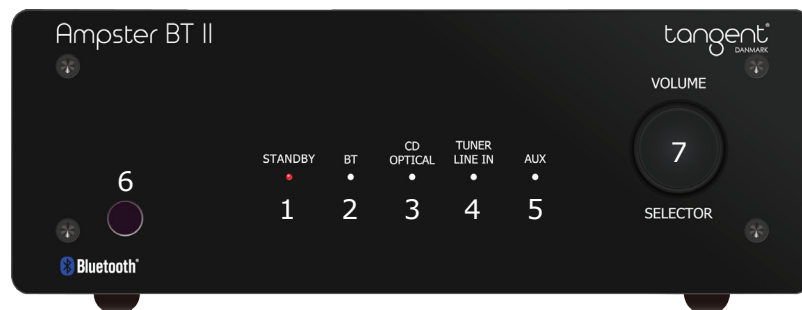 Ampster BT II
tangent®
DANMARK
VOLUME
7
SELECTOR
STANDBY
BT
CD
OPTICAL
TUNER
LINE IN
AUX
6
1 2 3 4 5
Bluetooth®